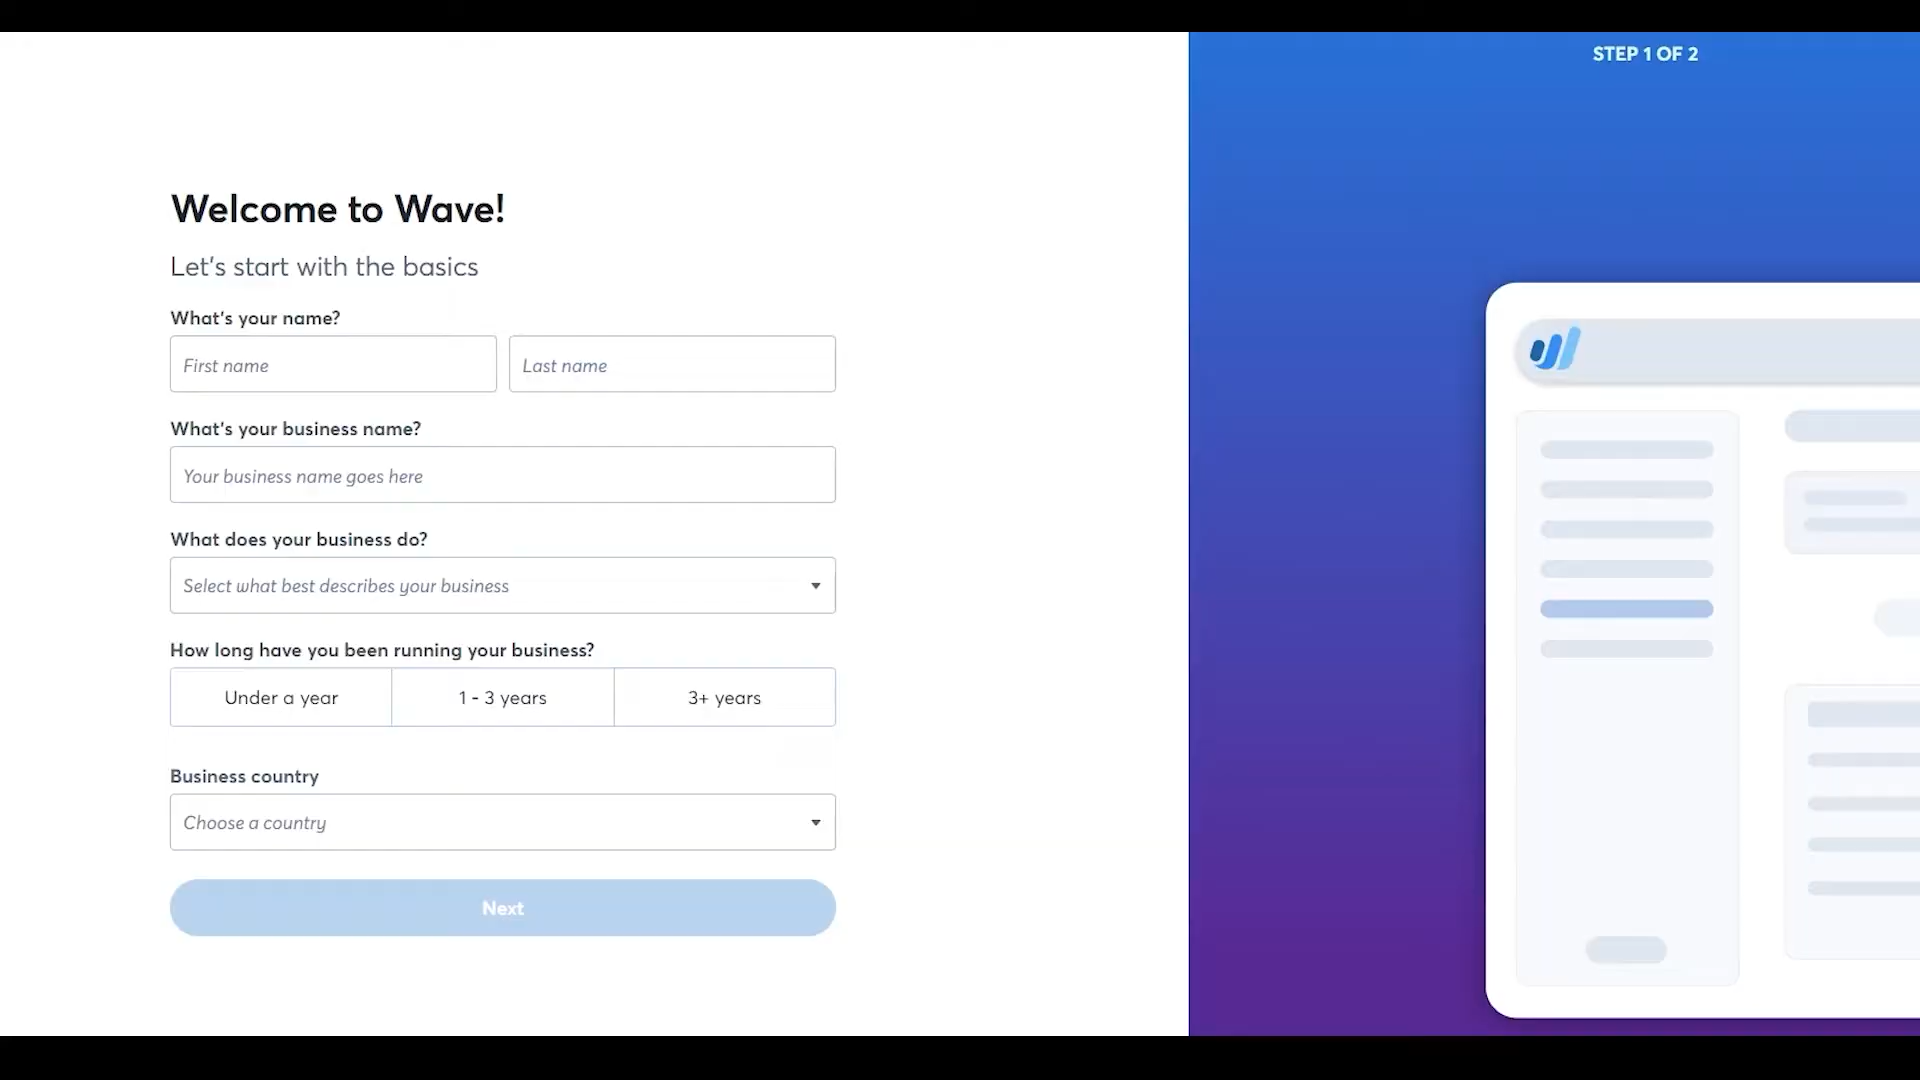 STEP 1 OF 2
Welcome to Wave!
Let's start with the basics
What's your name?
First name
Last name
What's your business name?
Your business name goes here
What does your business do?
Select what best describes your business
How long have you been running your business?
Under a year
1 - 3 years
3+ years
Business country
Choose a country
Next